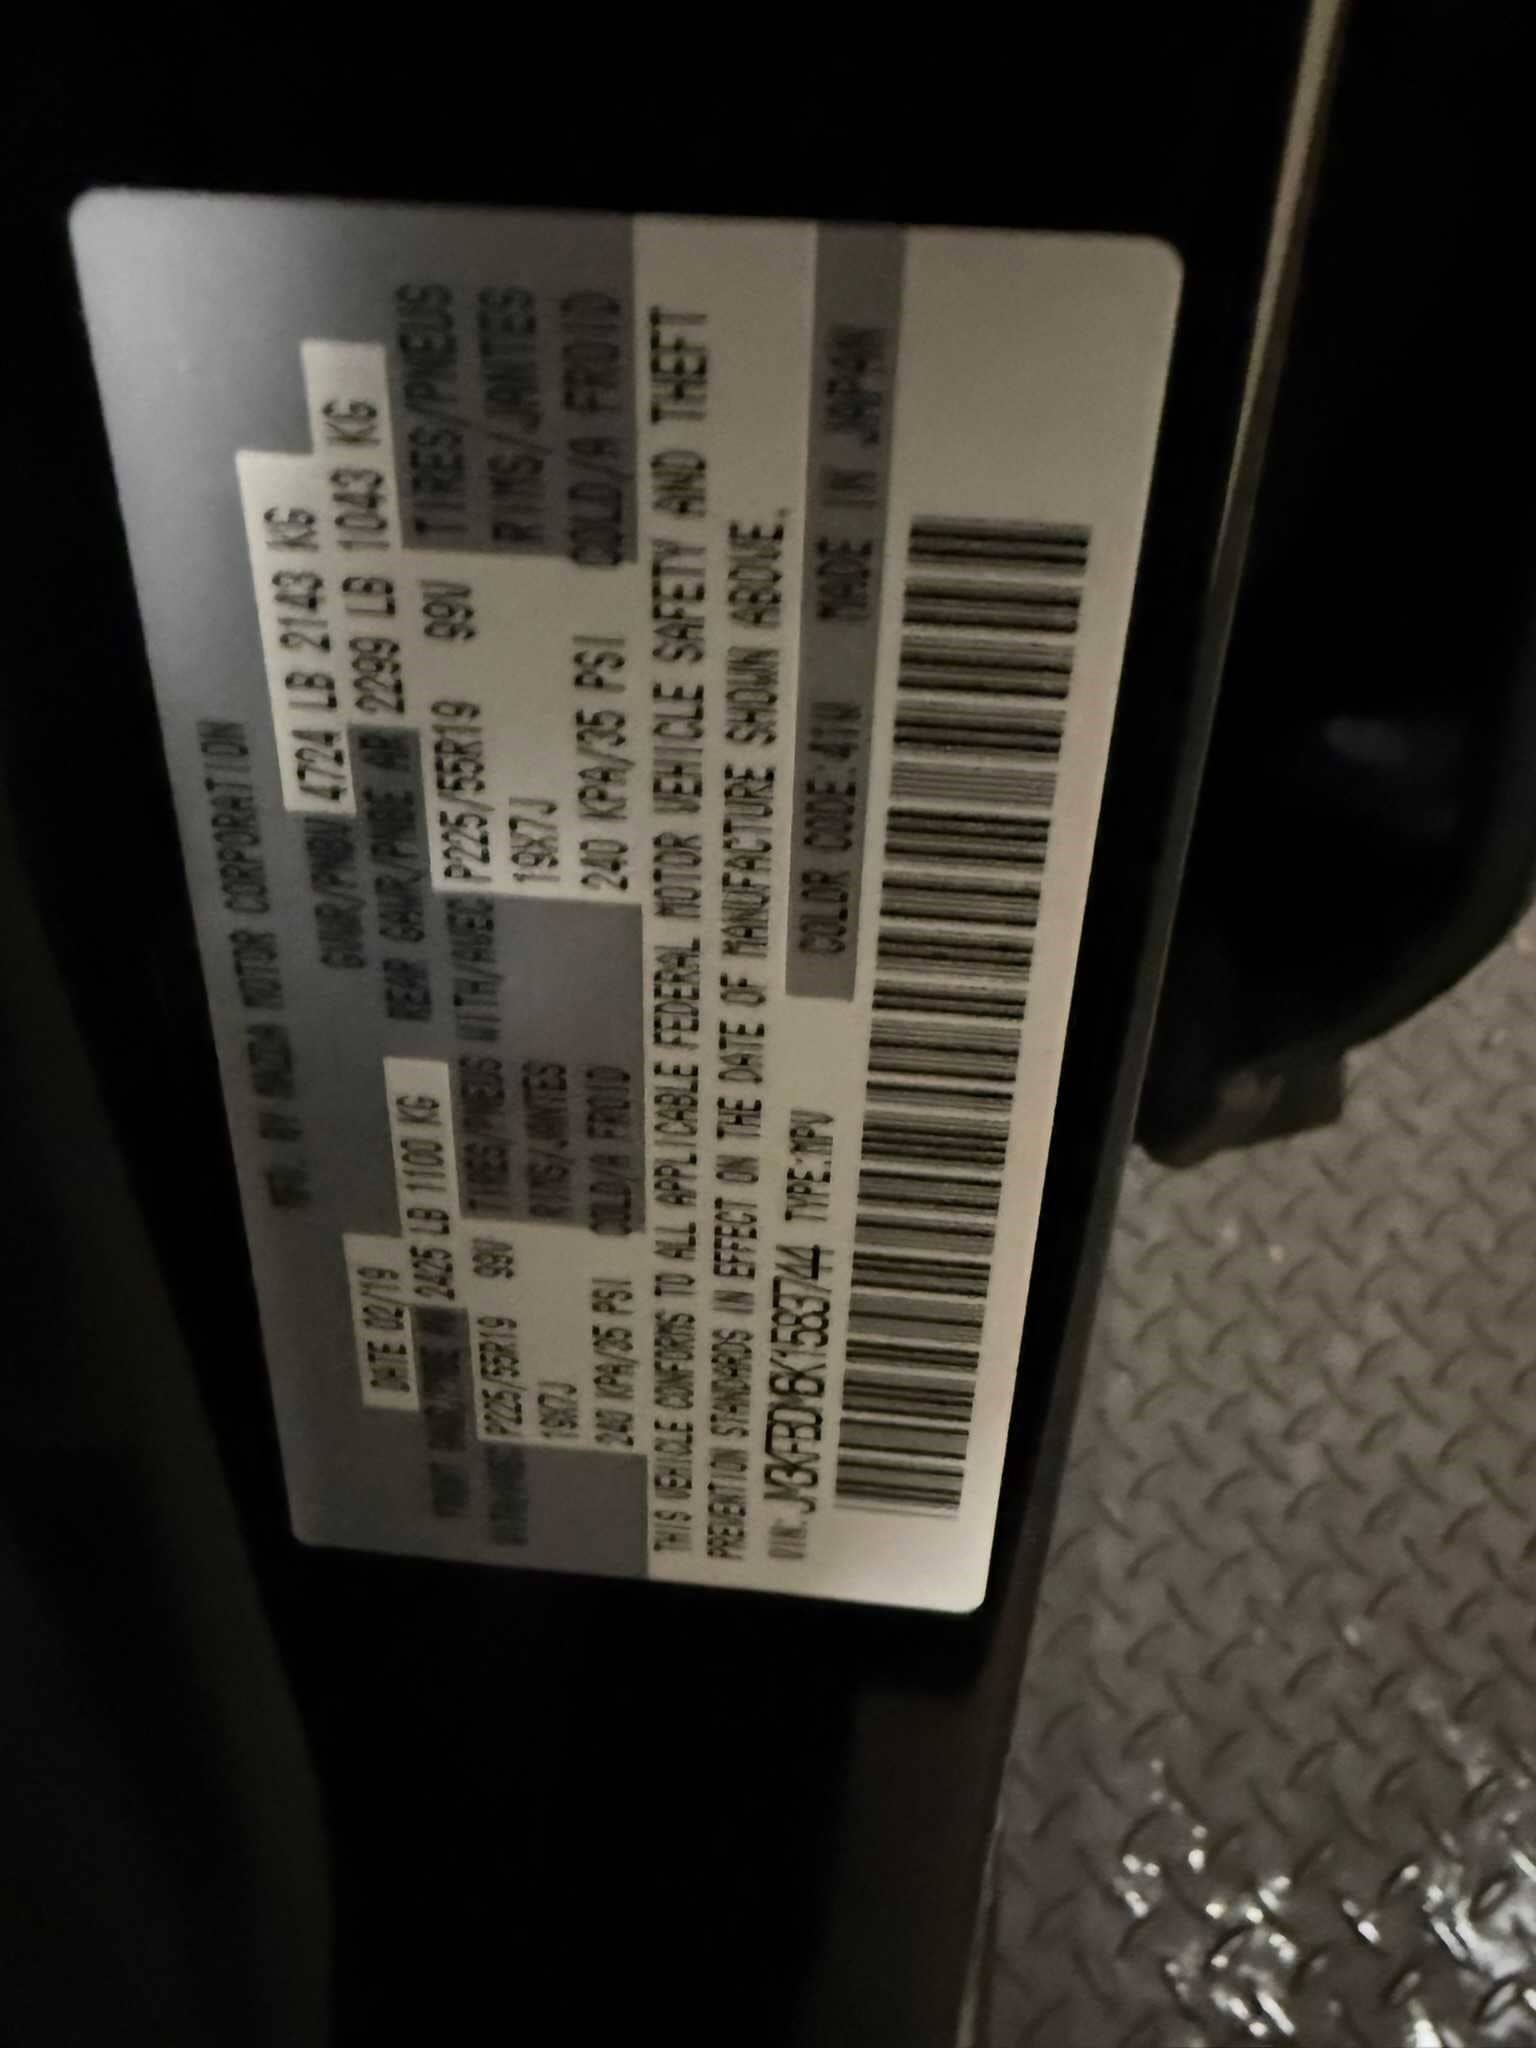 MFD. BY MAZDA MOTOR CORPORATION
DATE 02/19 GVWR/PNBV 4724 LB 2143 KG
2425 LB 1100 KG REAR GAWR/PNBE AR 2299 LB 1043 KG
P225/55R19 99V TIRES/PNEUS WITH/AVEC P225/55R19 99V TIRES/PNEUS
19X7J RIMS/JANTES 19X7J RIMS/JANTES
240 KPA/35 PSI COLD/A FROID 240 KPA/35 PSI COLD/A FROID
THIS VEHICLE CONFORMS TO ALL APPLICABLE FEDERAL MOTOR VEHICLE SAFETY AND THEFT
PREVENTION STANDARDS IN EFFECT ON THE DATE OF MANUFACTURE SHOWN ABOVE.
VIN: JM3KFBDM6K1583744 TYPE:MPV COLOR CODE:41W MADE IN JAPAN